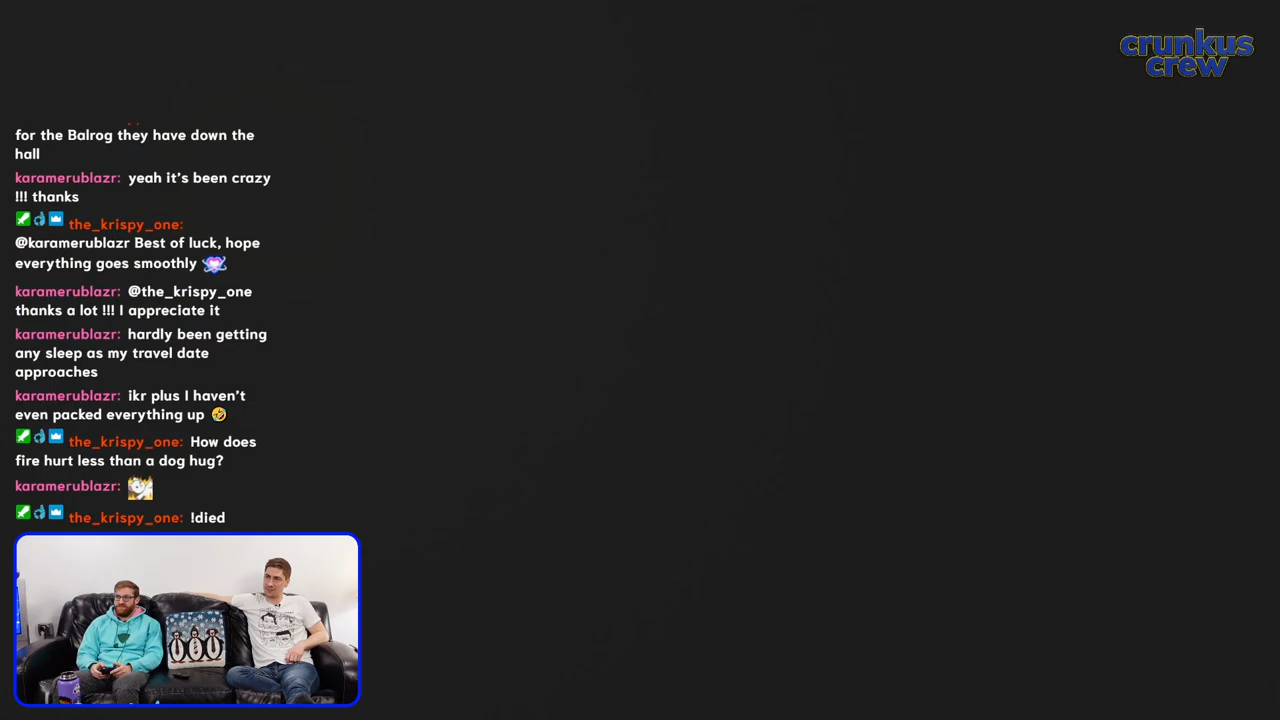 crunkus
crew
for the Balrog they have down the
hall
karamerublazr: yeah it's been crazy
!!! thanks
the_krispy_one:
@karamerublazr Best of luck, hope
everything goes smoothly
karamerublazr: @the_krispy_one
thanks a lot !!! I appreciate it
karamerublazr: hardly been getting
any sleep as my travel date
approaches
karamerublazr: ikr plus I haven't
even packed everything up 🤣
the_krispy_one: How does
fire hurt less than a dog hug?
karamerublazr:
the_krispy_one: !died